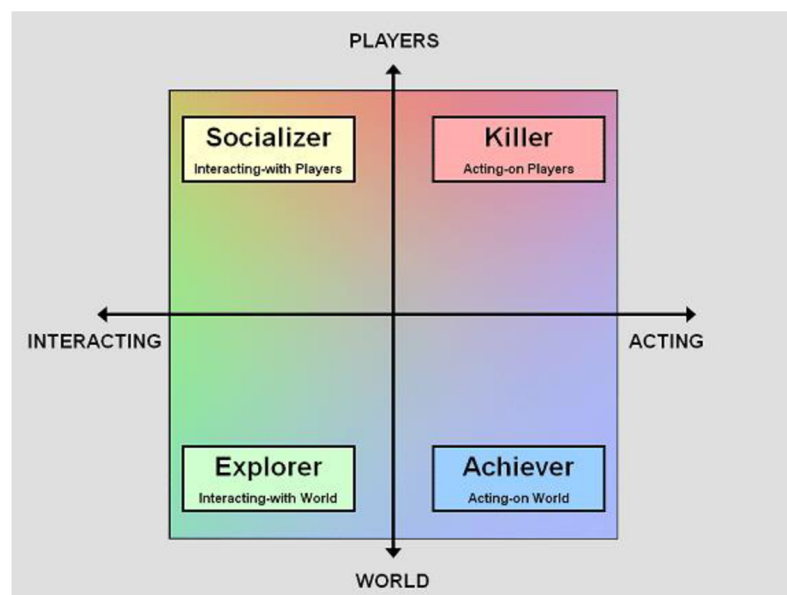 PLAYERS
Socializer
Interacting-with Players
Killer
Acting-on Players
INTERACTING
ACTING
Explorer
Interacting-with World
Achiever
Acting-on World
WORLD